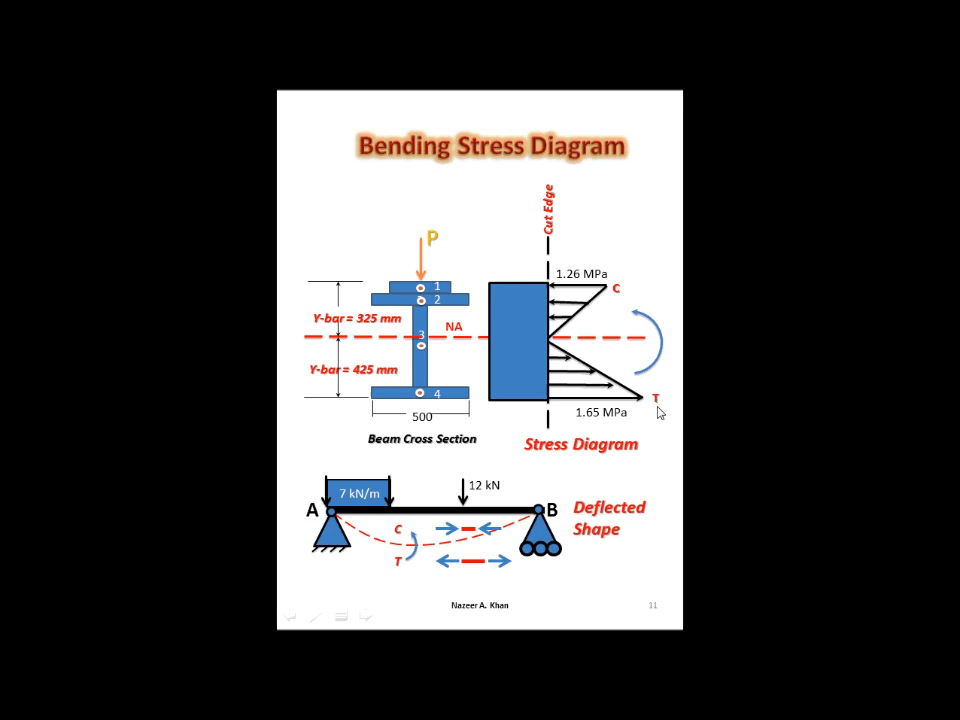 Bending Stress Diagram
Cut Edge
P
1.26 MPa
C
1
2
Y-bar = 325 mm
3
NA
Y-bar = 425 mm
4
T
500
1.65 MPa
Beam Cross Section
Stress Diagram
7 kN/m
12 kN
A
B
Deflected
Shape
C
T
Nazeer A. Khan
11